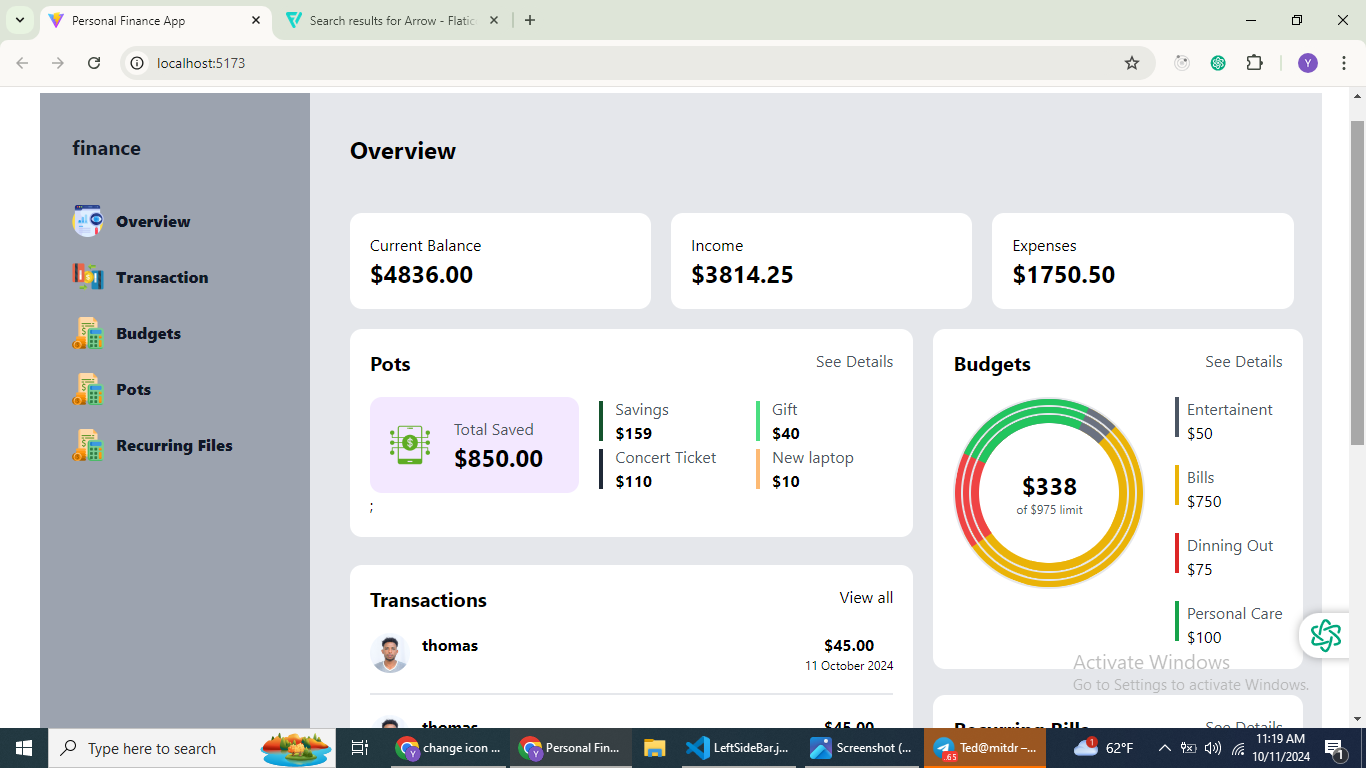 Personal Finance App
Search results for Arrow - Flatic
localhost:5173
Y
finance
Overview
Transaction
Budgets
Pots
Recurring Files
Overview
Current Balance
$4836.00
Income
$3814.25
Expenses
$1750.50
Pots
See Details
Total Saved
$850.00
Savings
$159
Gift
$40
Concert Ticket
$110
New laptop
$10
;
Budgets
See Details
$338
of $975 limit
Entertainent
$50
Bills
$750
Dinning Out
$75
Personal Care
$100
Transactions
View all
thomas
$45.00
11 October 2024
thomas
$45.00
Recurring Bills
See Details
Activate Windows
Go to Settings to activate Windows.
Type here to search
change icon ...
Personal Fin...
LeftSideBar.j...
Screenshot (...
Ted@mitdr –...
.65
1
62°F
11:19 AM
10/11/2024
1